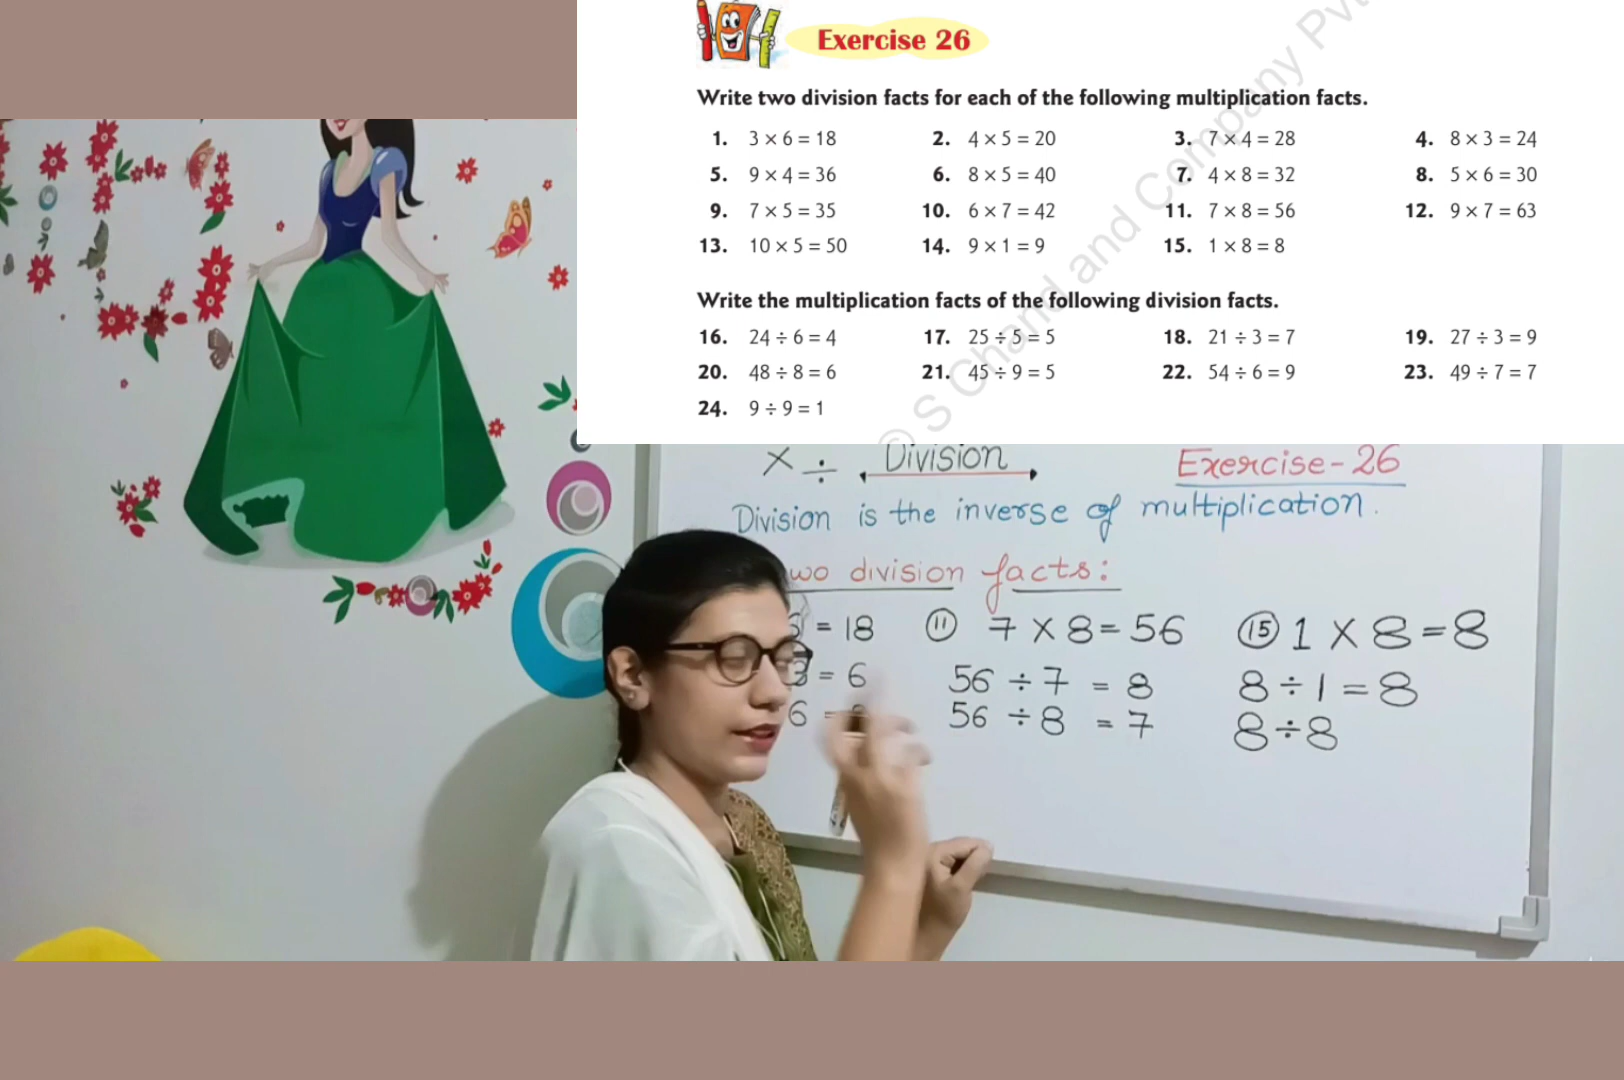 Exercise 26
Write two division facts for each of the following multiplication facts.
1. 3 × 6 = 18 2. 4 × 5 = 20 3. 7 × 4 = 28 4. 8 × 3 = 24
5. 9 × 4 = 36 6. 8 × 5 = 40 7. 4 × 8 = 32 8. 5 × 6 = 30
9. 7 × 5 = 35 10. 6 × 7 = 42 11. 7 × 8 = 56 12. 9 × 7 = 63
13. 10 × 5 = 50 14. 9 × 1 = 9 15. 1 × 8 = 8
Write the multiplication facts of the following division facts.
16. 24 ÷ 6 = 4 17. 25 ÷ 5 = 5 18. 21 ÷ 3 = 7 19. 27 ÷ 3 = 9
20. 48 ÷ 8 = 6 21. 45 ÷ 9 = 5 22. 54 ÷ 6 = 9 23. 49 ÷ 7 = 7
24. 9 ÷ 9 = 1
© S Chand and Company Pvt
× ÷ Division Exercise-26
Division is the inverse of multiplication.
division facts:
= 18 11 7 × 8 = 56 15 1 × 8 = 8
3 = 6 56 ÷ 7 = 8 8 ÷ 1 = 8
6 = 56 ÷ 8 = 7 8 ÷ 8